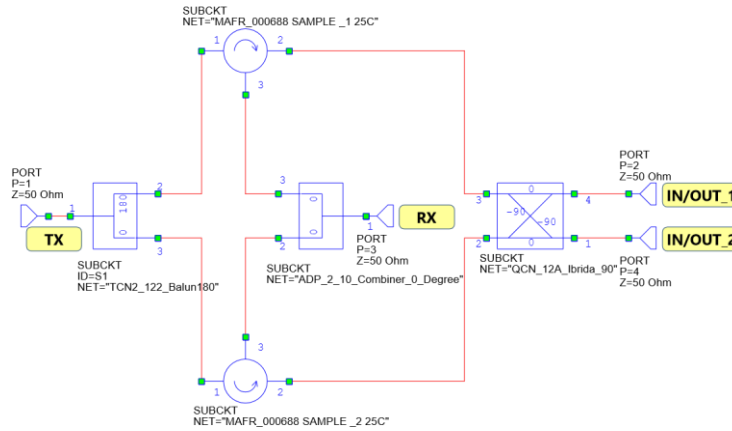 SUBCKT
NET="MAFR_000688 SAMPLE _1 25C"
1
2
3
PORT
P=1
Z=50 Ohm
1
TX
180
0
2
3
SUBCKT
ID=S1
NET="TCN2_122_Balun180"
3
2
0
0
1
RX
PORT
P=3
Z=50 Ohm
SUBCKT
NET="ADP_2_10_Combiner_0_Degree"
3
2
0
-90
-90
0
4
1
SUBCKT
NET="QCN_12A_Ibrida_90"
PORT
P=2
Z=50 Ohm
IN/OUT_1
IN/OUT_2
PORT
P=4
Z=50 Ohm
3
1
2
SUBCKT
NET="MAFR_000688 SAMPLE _2 25C"